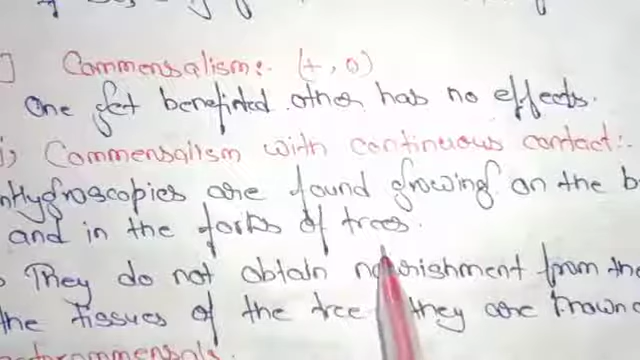 Commensalism:. (+, 0)
One get benefited other has no effects.
i, Commensalism with continuous contact:-
Hygroscopies are found growing on the b
and in the forks of trees.
They do not obtain nourishment from the
the tissues of the tree they are known